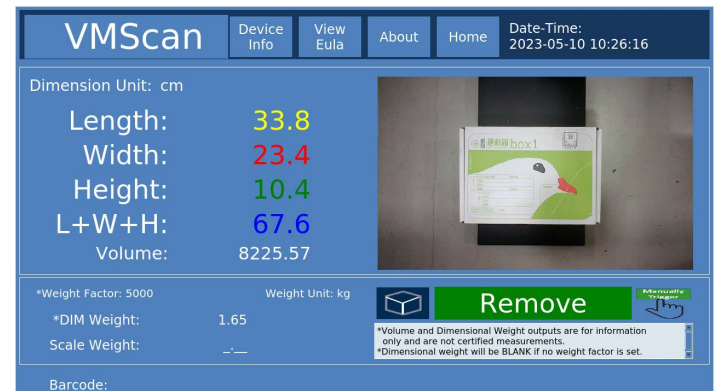 VMScan
Device Info
View Eula
About
Home
Date-Time:
2023-05-10 10:26:16
Dimension Unit: cm
Length: 33.8
Width: 23.4
Height: 10.4
L+W+H: 67.6
Volume: 8225.57
box1
*Weight Factor: 5000
Weight Unit: kg
*DIM Weight: 1.65
Scale Weight: _.__
Remove
Manually
Trigger
*Volume and Dimensional Weight outputs are for information
only and are not certified measurements.
*Dimensional weight will be BLANK if no weight factor is set.
Barcode: